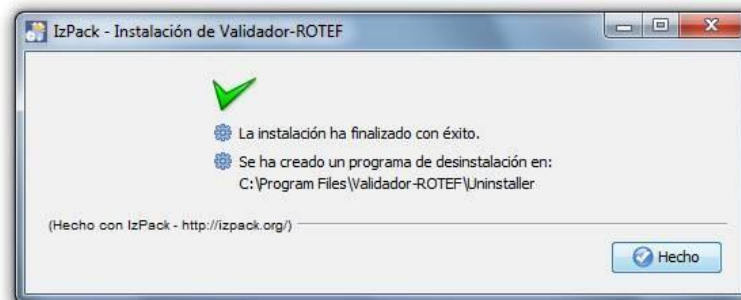 IzPack - Instalación de Validador-ROTEF
La instalación ha finalizado con éxito.
Se ha creado un programa de desinstalación en:
C:\Program Files\Validador-ROTEF\Uninstaller
(Hecho con IzPack - http://izpack.org/)
Hecho